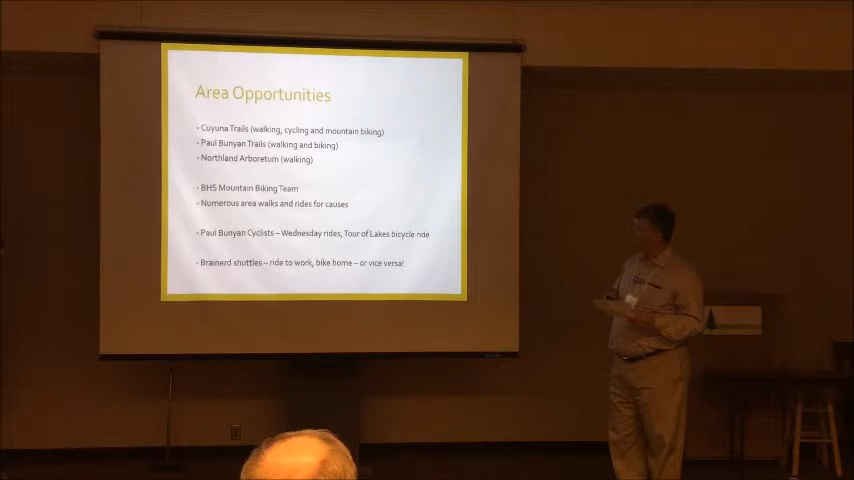 Area Opportunities
- Cuyuna Trails (walking, cycling and mountain biking)
- Paul Bunyan Trails (walking and biking)
- Northland Arboretum (walking)
- BHS Mountain Biking Team
- Numerous area walks and rides for causes
- Paul Bunyan Cyclists – Wednesday rides, Tour of Lakes bicycle ride
- Brainerd shuttles – ride to work, bike home – or vice versa!